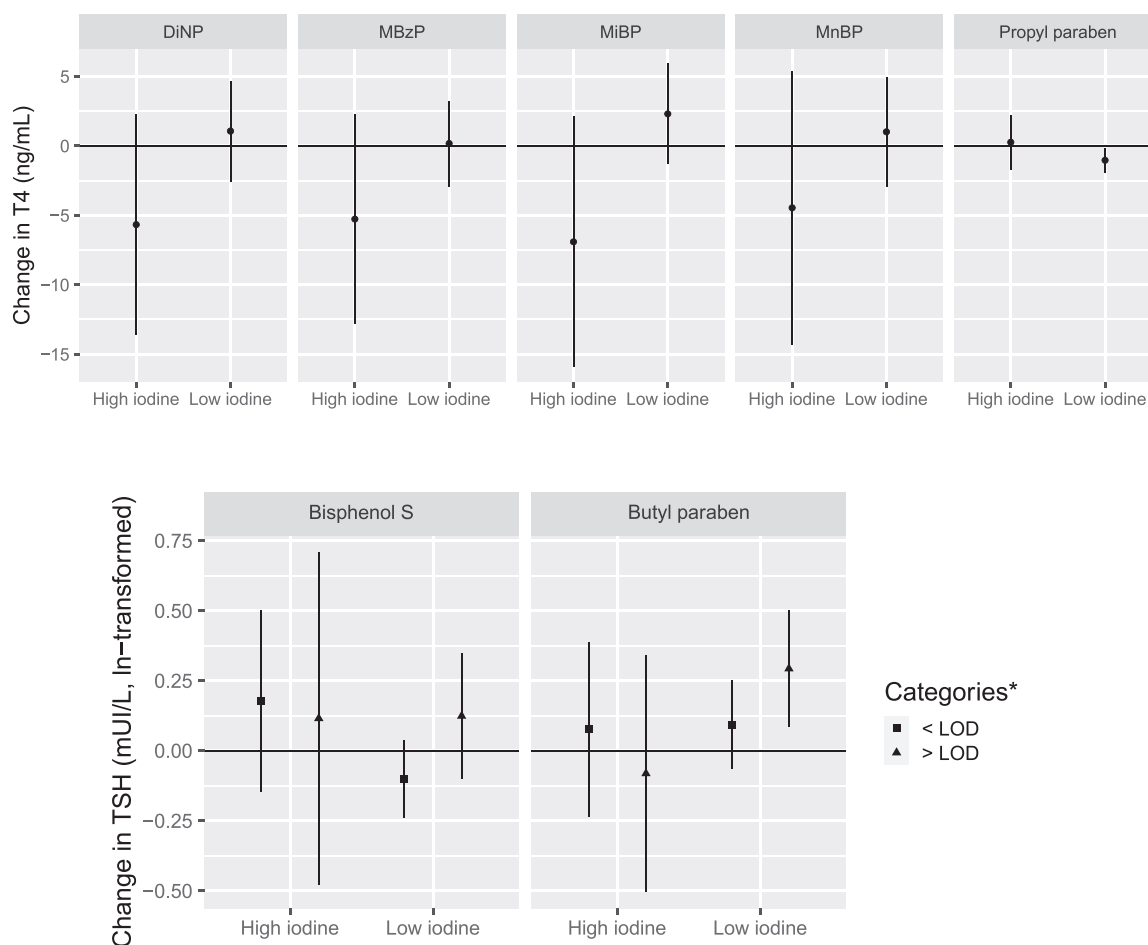 DiNP MBzP MiBP MnBP Propyl paraben
Change in T4 (ng/mL)
5
0
−5
−10
−15
High iodine Low iodine High iodine Low iodine High iodine Low iodine High iodine Low iodine High iodine Low iodine
Bisphenol S Butyl paraben
Change in TSH (mUI/L, ln−transformed)
0.75
0.50
0.25
0.00
−0.25
−0.50
High iodine Low iodine High iodine Low iodine
Categories*
< LOD
> LOD